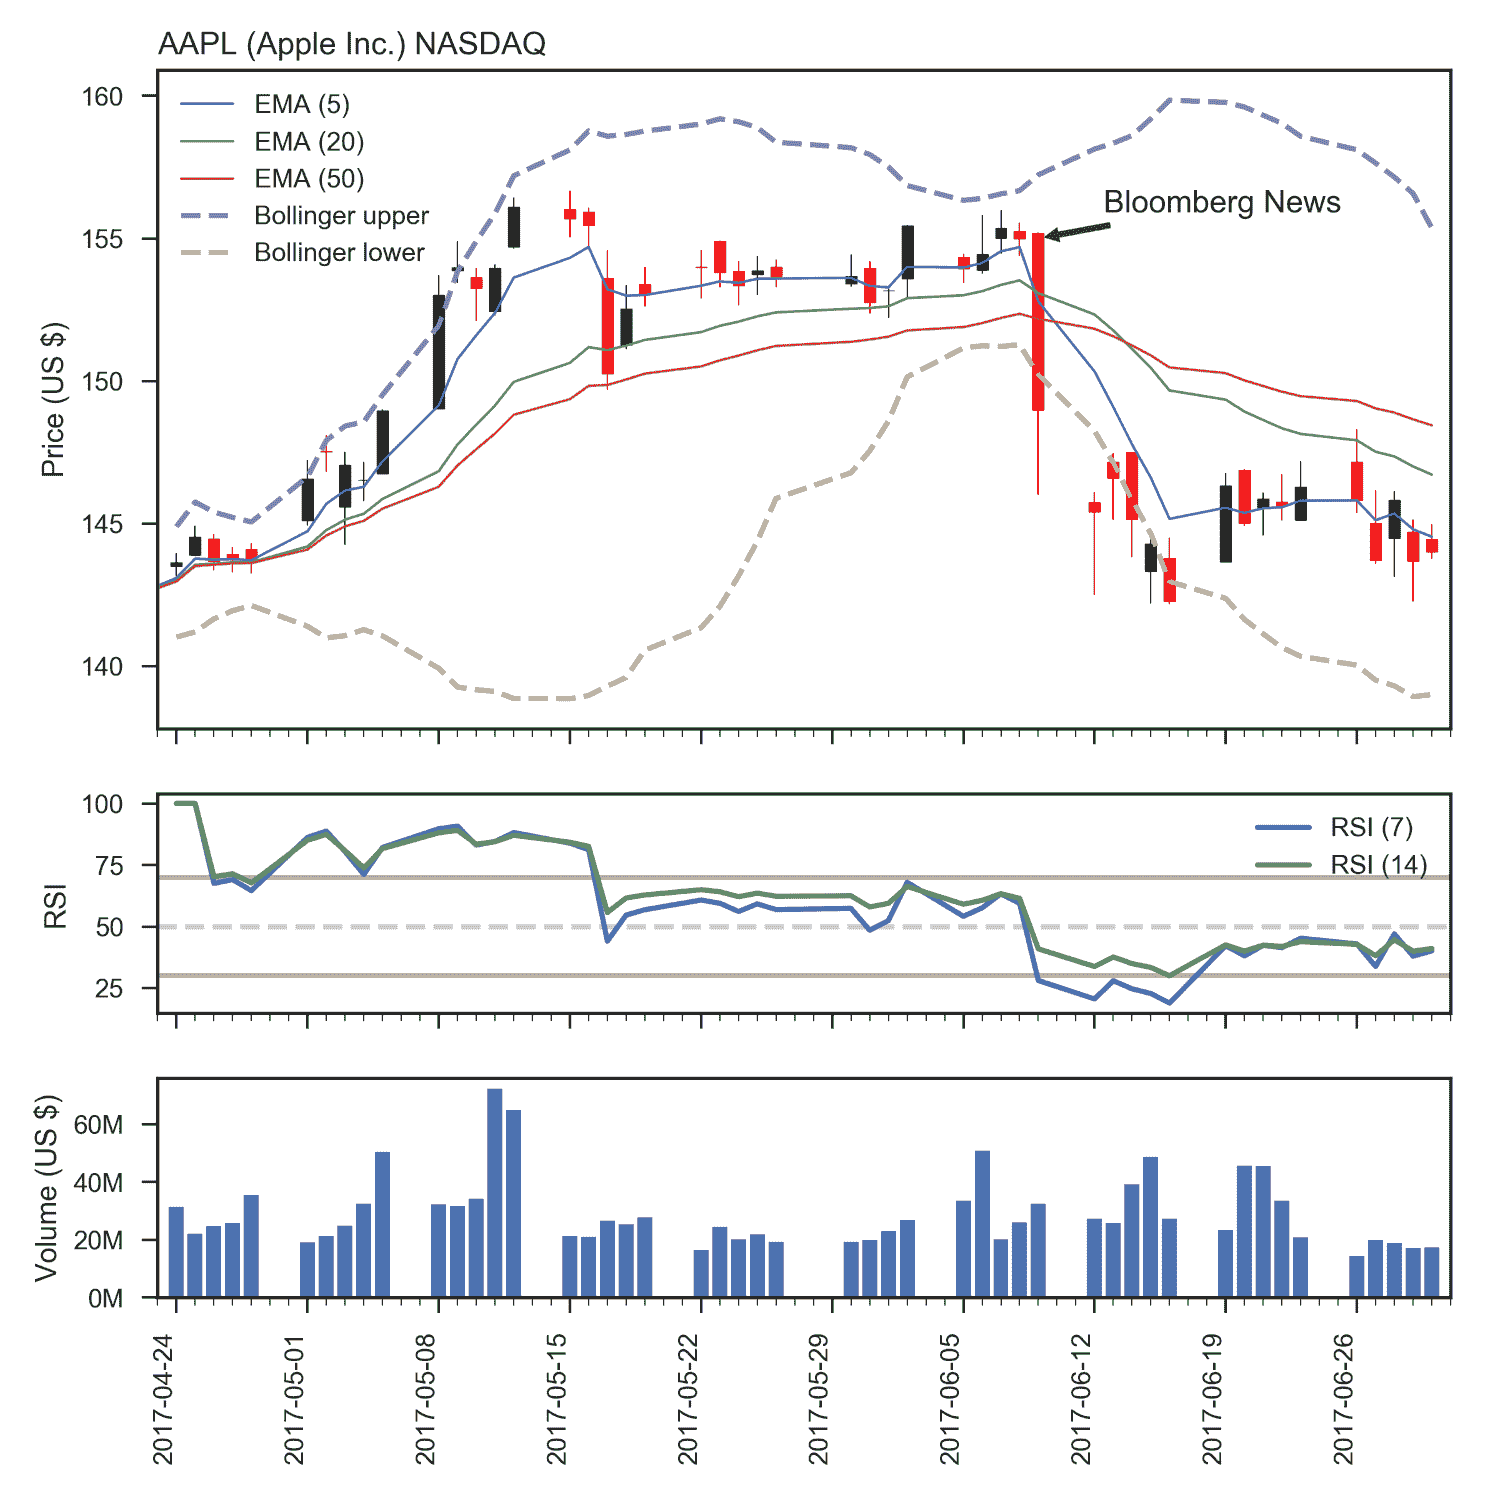 AAPL (Apple Inc.) NASDAQ
EMA (5)
EMA (20)
EMA (50)
Bollinger upper
Bollinger lower
Bloomberg News
Price (US $)
160
155
150
145
140
RSI (7)
RSI (14)
RSI
100
75
50
25
Volume (US $)
60M
40M
20M
0M
2017-04-24
2017-05-01
2017-05-08
2017-05-15
2017-05-22
2017-05-29
2017-06-05
2017-06-12
2017-06-19
2017-06-26